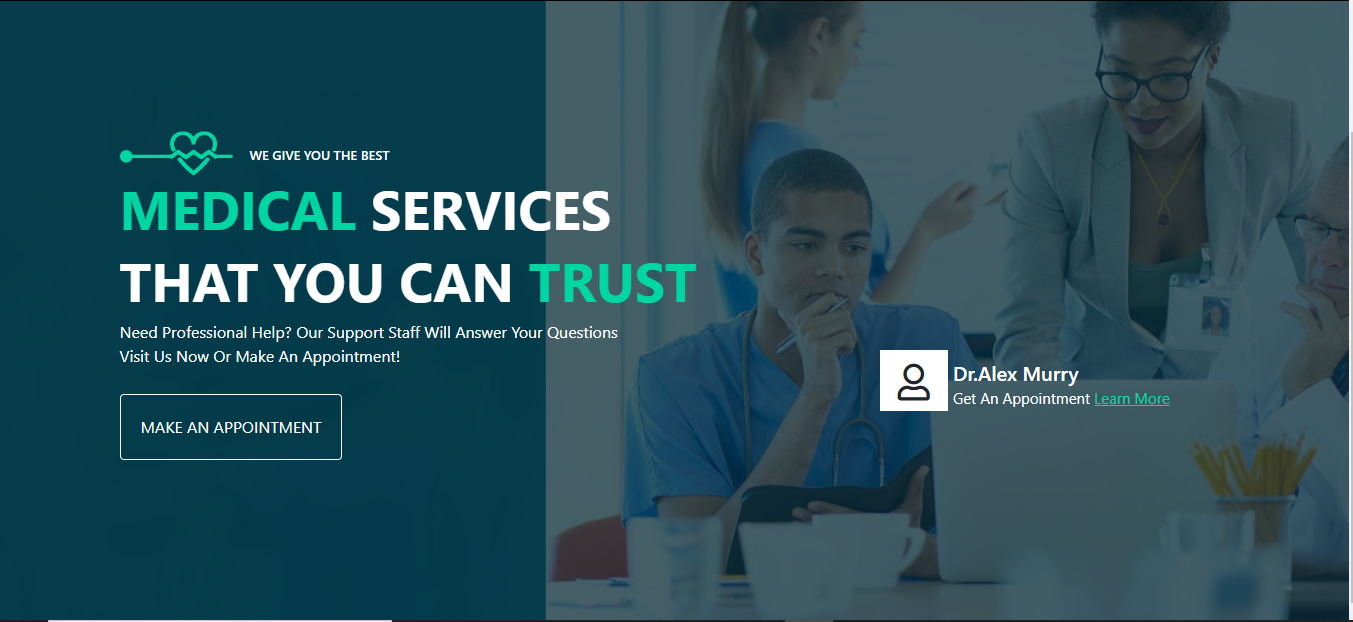 WE GIVE YOU THE BEST
MEDICAL SERVICES
THAT YOU CAN TRUST
Need Professional Help? Our Support Staff Will Answer Your Questions
Visit Us Now Or Make An Appointment!
MAKE AN APPOINTMENT
Dr.Alex Murry
Get An Appointment Learn More